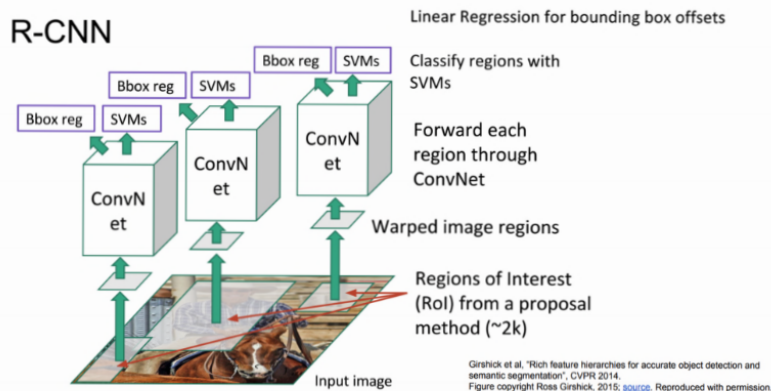 R-CNN
Linear Regression for bounding box offsets
Bbox reg
SVMs
Classify regions with
SVMs
Bbox reg
SVMs
Bbox reg
SVMs
ConvN
et
ConvN
et
ConvN
et
Forward each
region through
ConvNet
Warped image regions
Regions of Interest
(RoI) from a proposal
method (~2k)
Input image
Girshick et al, "Rich feature hierarchies for accurate object detection and
semantic segmentation", CVPR 2014.
Figure copyright Ross Girshick, 2015; source. Reproduced with permission